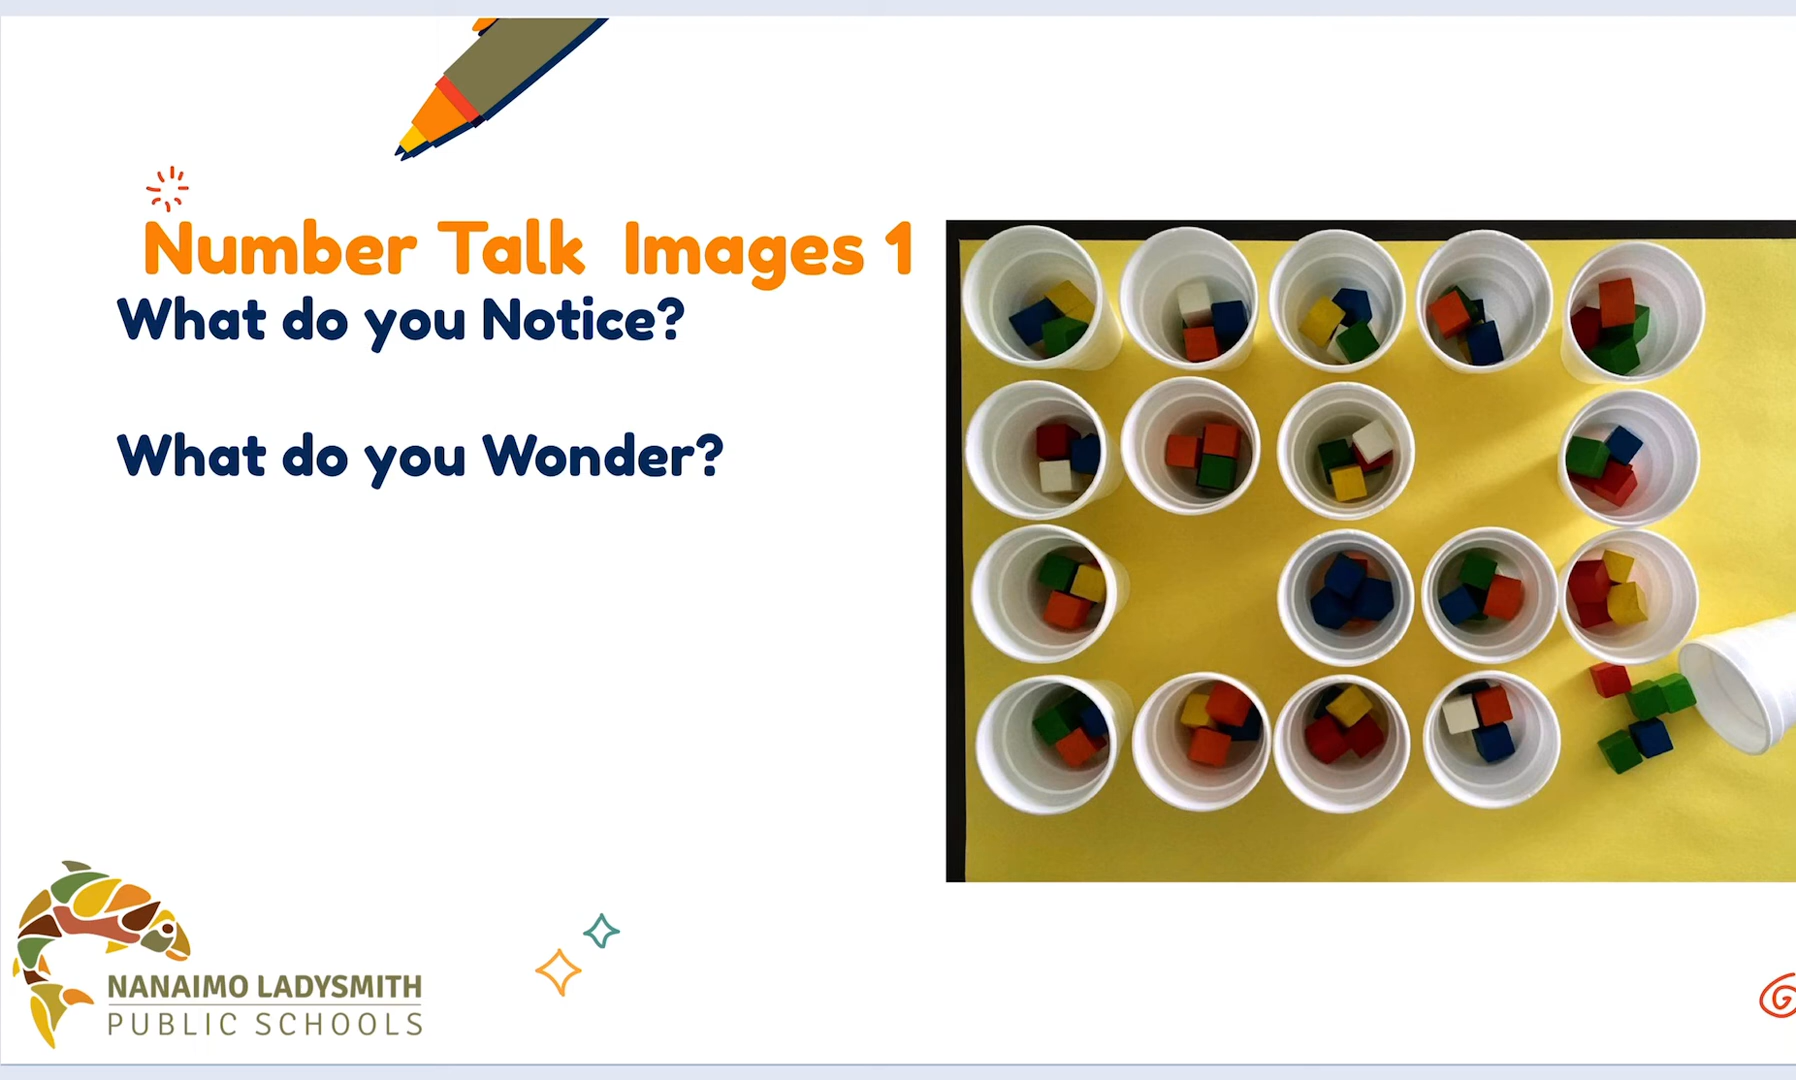 Number Talk Images 1
What do you Notice?
What do you Wonder?
NANAIMO LADYSMITH
PUBLIC SCHOOLS